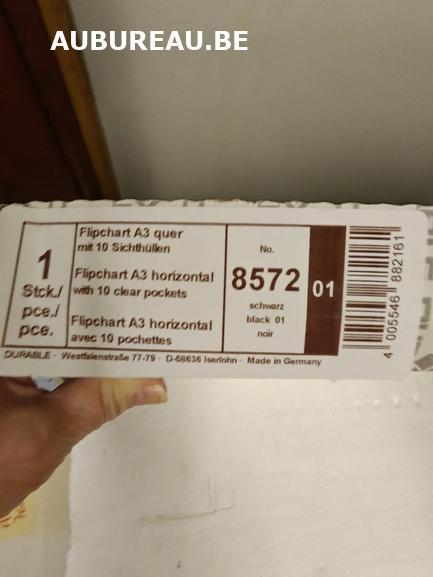 AUBUREAU.BE
1
Stck./
pce./
pce.
Flipchart A3 quer
mit 10 Sichthüllen
Flipchart A3 horizontal
with 10 clear pockets
Flipchart A3 horizontal
avec 10 pochettes
No.
8572
schwarz
black 01
noir
01
4 005546 882161
DURABLE · Westfalenstraße 77-79 · D-58636 Iserlohn · Made in Germany